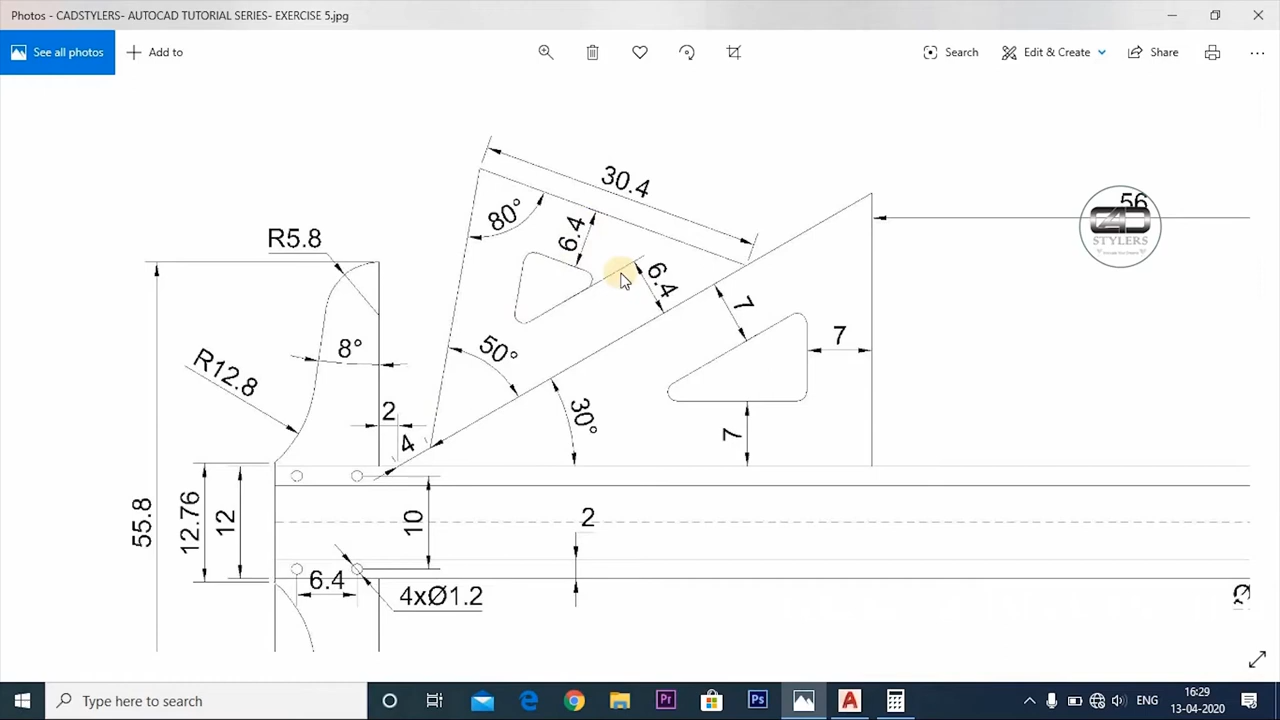 Photos - CADSTYLERS- AUTOCAD TUTORIAL SERIES- EXERCISE 5.jpg
See all photos
Add to
Search
Edit & Create
Share
30.4
56
80°
6.4
R5.8
STYLERS
6.4
7
7
8°
50°
R12.8
2
30°
4
7
55.8
12.76
12
10
2
6.4
4xØ1.2
Ø
Type here to search
Pr
Ps
ENG
16:29
13-04-2020